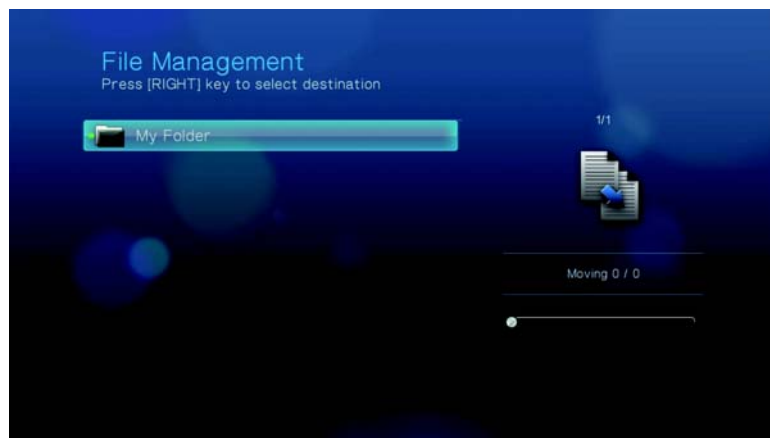 File Management
Press [RIGHT] key to select destination
My Folder
1/1
Moving 0 / 0